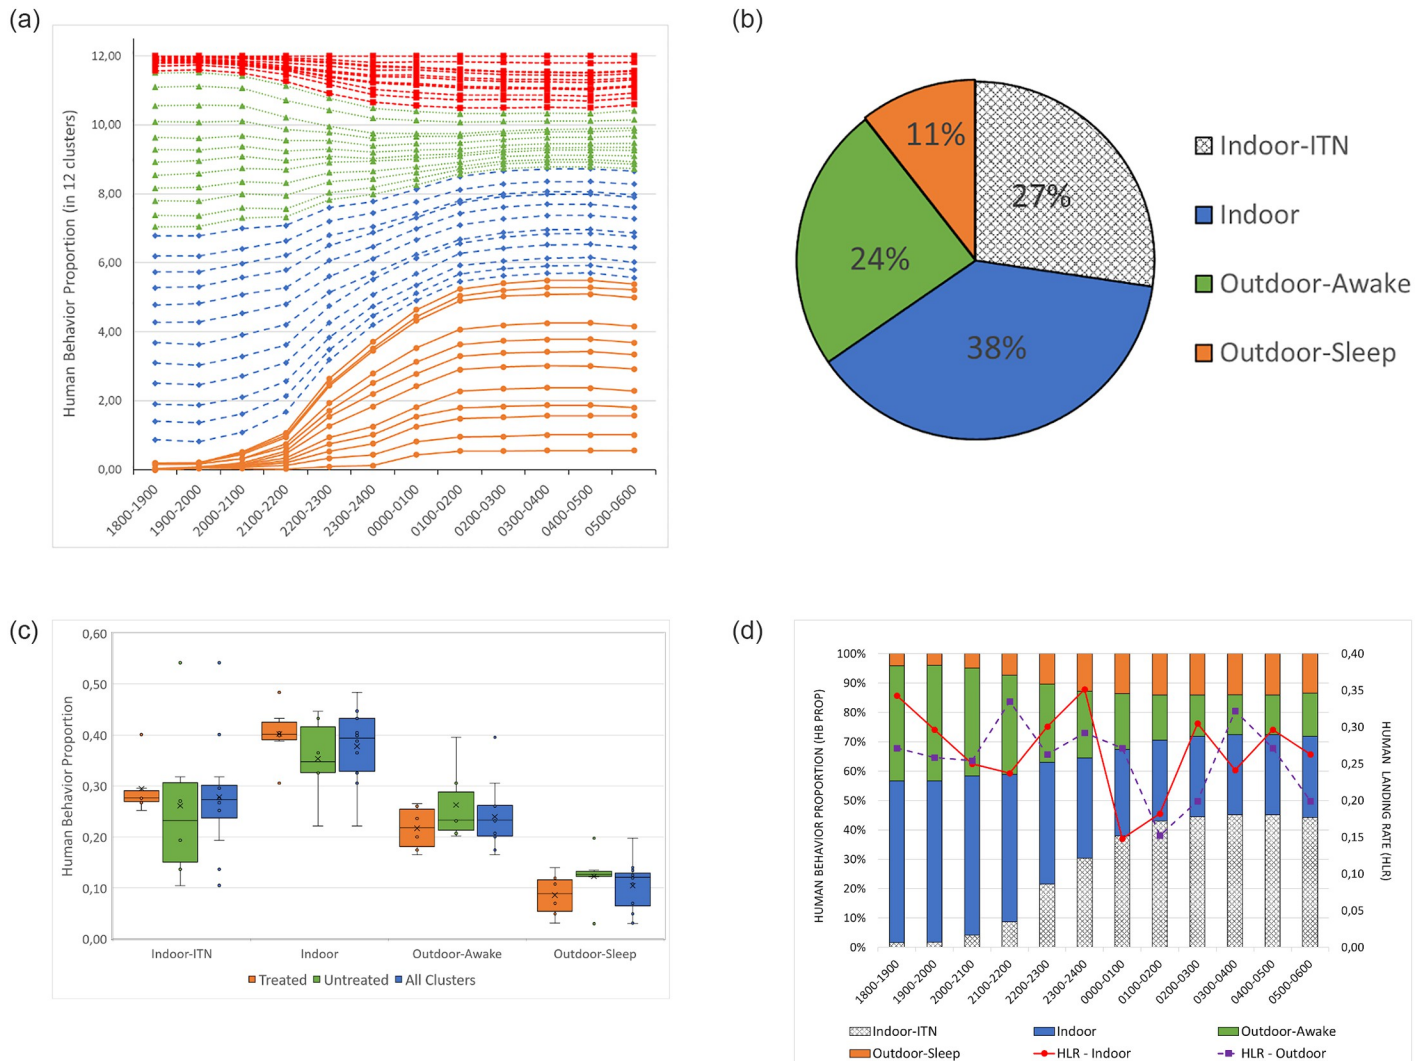 (a)
Human Behavior Proportion (in 12 clusters)
12,00
10,00
8,00
6,00
4,00
2,00
0,00
1800-1900
1900-2000
2000-2100
2100-2200
2200-2300
2300-2400
0000-0100
0100-0200
0200-0300
0300-0400
0400-0500
0500-0600
(b)
11%
27%
24%
38%
Indoor-ITN
Indoor
Outdoor-Awake
Outdoor-Sleep
(c)
Human Behavior Proportion
0,60
0,50
0,40
0,30
0,20
0,10
0,00
Indoor-ITN
Indoor
Outdoor-Awake
Outdoor-Sleep
Treated
Untreated
All Clusters
(d)
HUMAN BEHAVIOR PROPORTION (HB PROP)
100%
90%
80%
70%
60%
50%
40%
30%
20%
10%
0%
0,40
0,35
0,30
0,25
0,20
0,15
0,10
0,05
0,00
HUMAN LANDING RATE (HLR)
1800-1900
1900-2000
2000-2100
2100-2200
2200-2300
2300-2400
0000-0100
0100-0200
0200-0300
0300-0400
0400-0500
0500-0600
Indoor-ITN
Indoor
Outdoor-Awake
Outdoor-Sleep
HLR - Indoor
HLR - Outdoor